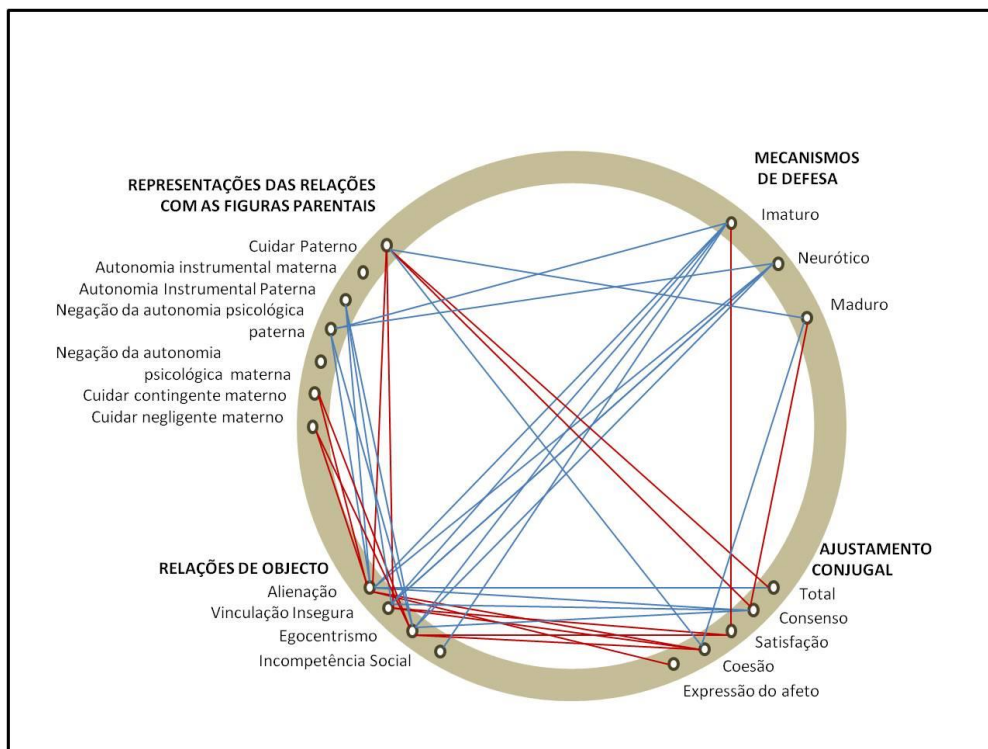 REPRESENTAÇÕES DAS RELAÇÕES
COM AS FIGURAS PARENTAIS
Cuidar Paterno
Autonomia instrumental materna
Autonomia Instrumental Paterna
Negação da autonomia psicológica
paterna
Negação da autonomia
psicológica materna
Cuidar contingente materno
Cuidar negligente materno
MECANISMOS
DE DEFESA
Imaturo
Neurótico
Maduro
RELAÇÕES DE OBJECTO
Alienação
Vinculação Insegura
Egocentrismo
Incompetência Social
AJUSTAMENTO
CONJUGAL
Total
Consenso
Satisfação
Coesão
Expressão do afeto